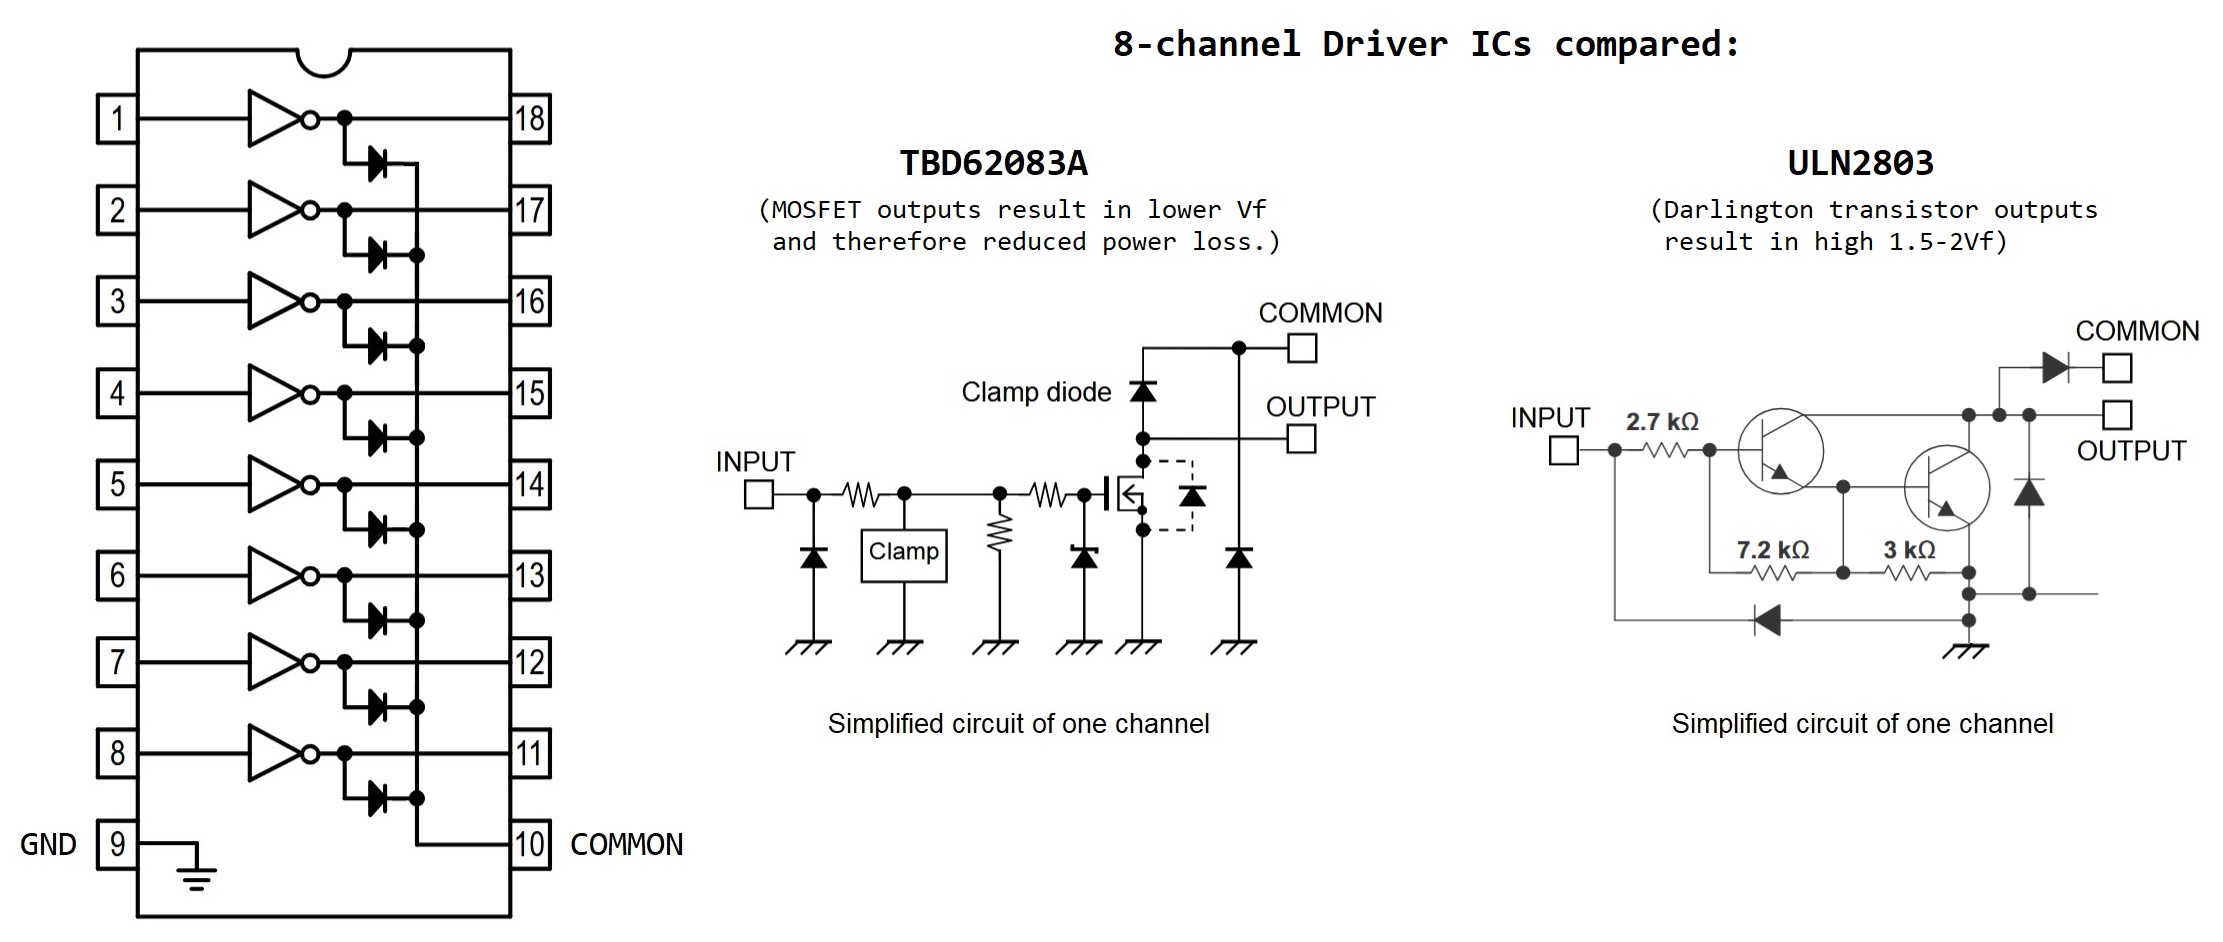 8-channel Driver ICs compared:
1
18
2
17
3
16
4
15
5
14
6
13
7
12
8
11
GND
9
10
COMMON
TBD62083A
(MOSFET outputs result in lower Vf
and therefore reduced power loss.)
COMMON
Clamp diode
OUTPUT
INPUT
Clamp
Simplified circuit of one channel
ULN2803
(Darlington transistor outputs
result in high 1.5-2Vf)
COMMON
INPUT
2.7 kΩ
OUTPUT
7.2 kΩ
3 kΩ
Simplified circuit of one channel